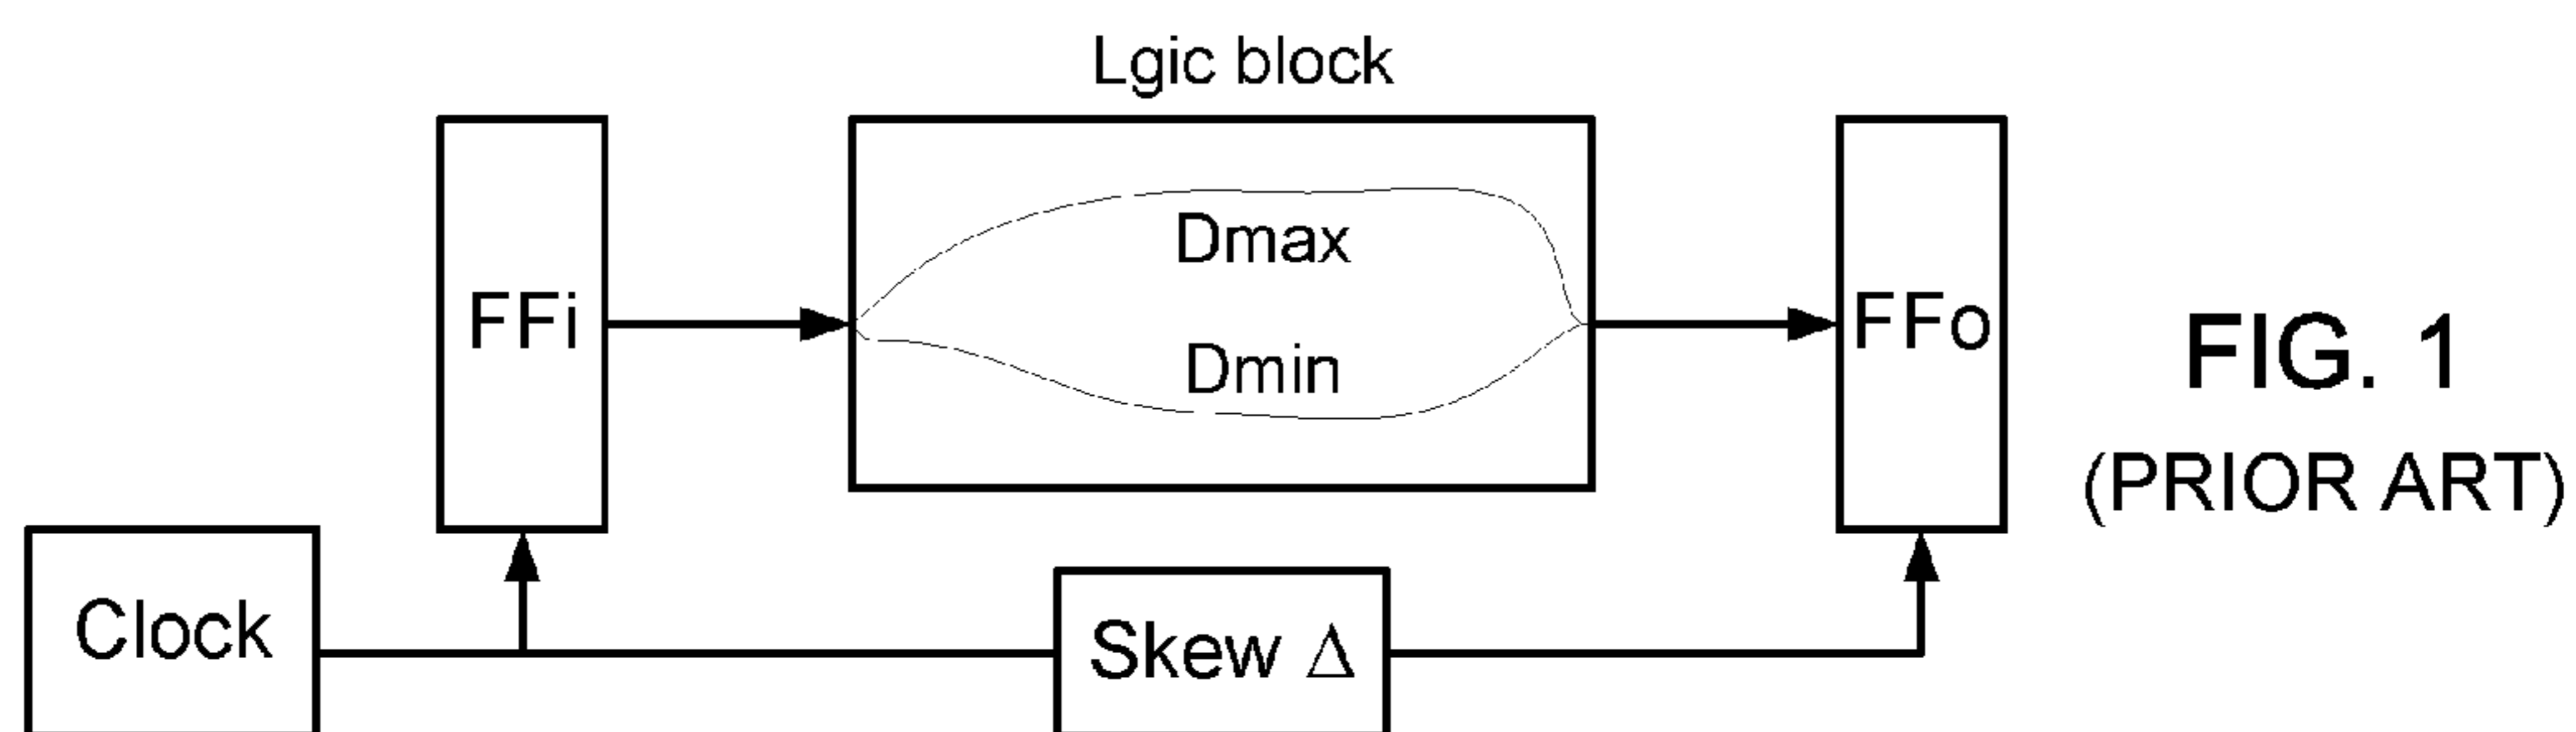 Lgic block
Dmax
FFi
FFo
Dmin
FIG. 1
(PRIOR ART)
Clock
Skew Δ